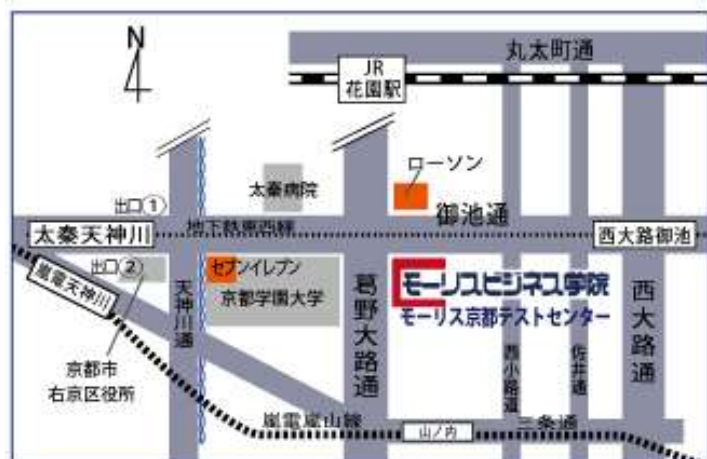 N
丸太町通
JR
花園駅
ローソン
太秦病院
出口①
御池通
地下鉄東西線
太秦天神川
西大路御池
嵐電天神川
出口②
セブンイレブン
京都学園大学
天神川通
葛野大路通
モーリスビジネス学院
モーリス京都テストセンター
西小路通
佐井通
西大路通
京都市
右京区役所
嵐電嵐山線
山ノ内
三条通